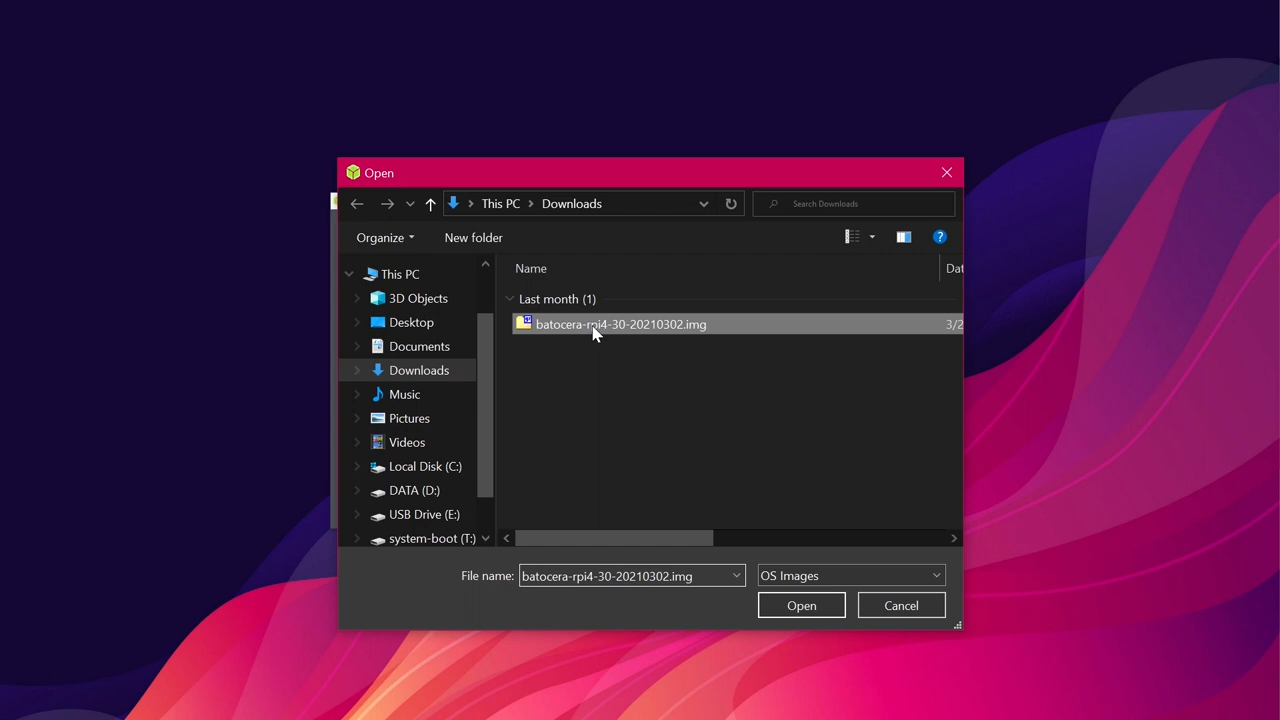 Open
This PC
Downloads
Search Downloads
Organize
New folder
This PC
3D Objects
Desktop
Documents
Downloads
Music
Pictures
Videos
Local Disk (C:)
DATA (D:)
USB Drive (E:)
system-boot (T:)
Name
Dat
Last month (1)
batocera-rpi4-30-20210302.img
3/2
File name:
batocera-rpi4-30-20210302.img
OS Images
Open
Cancel